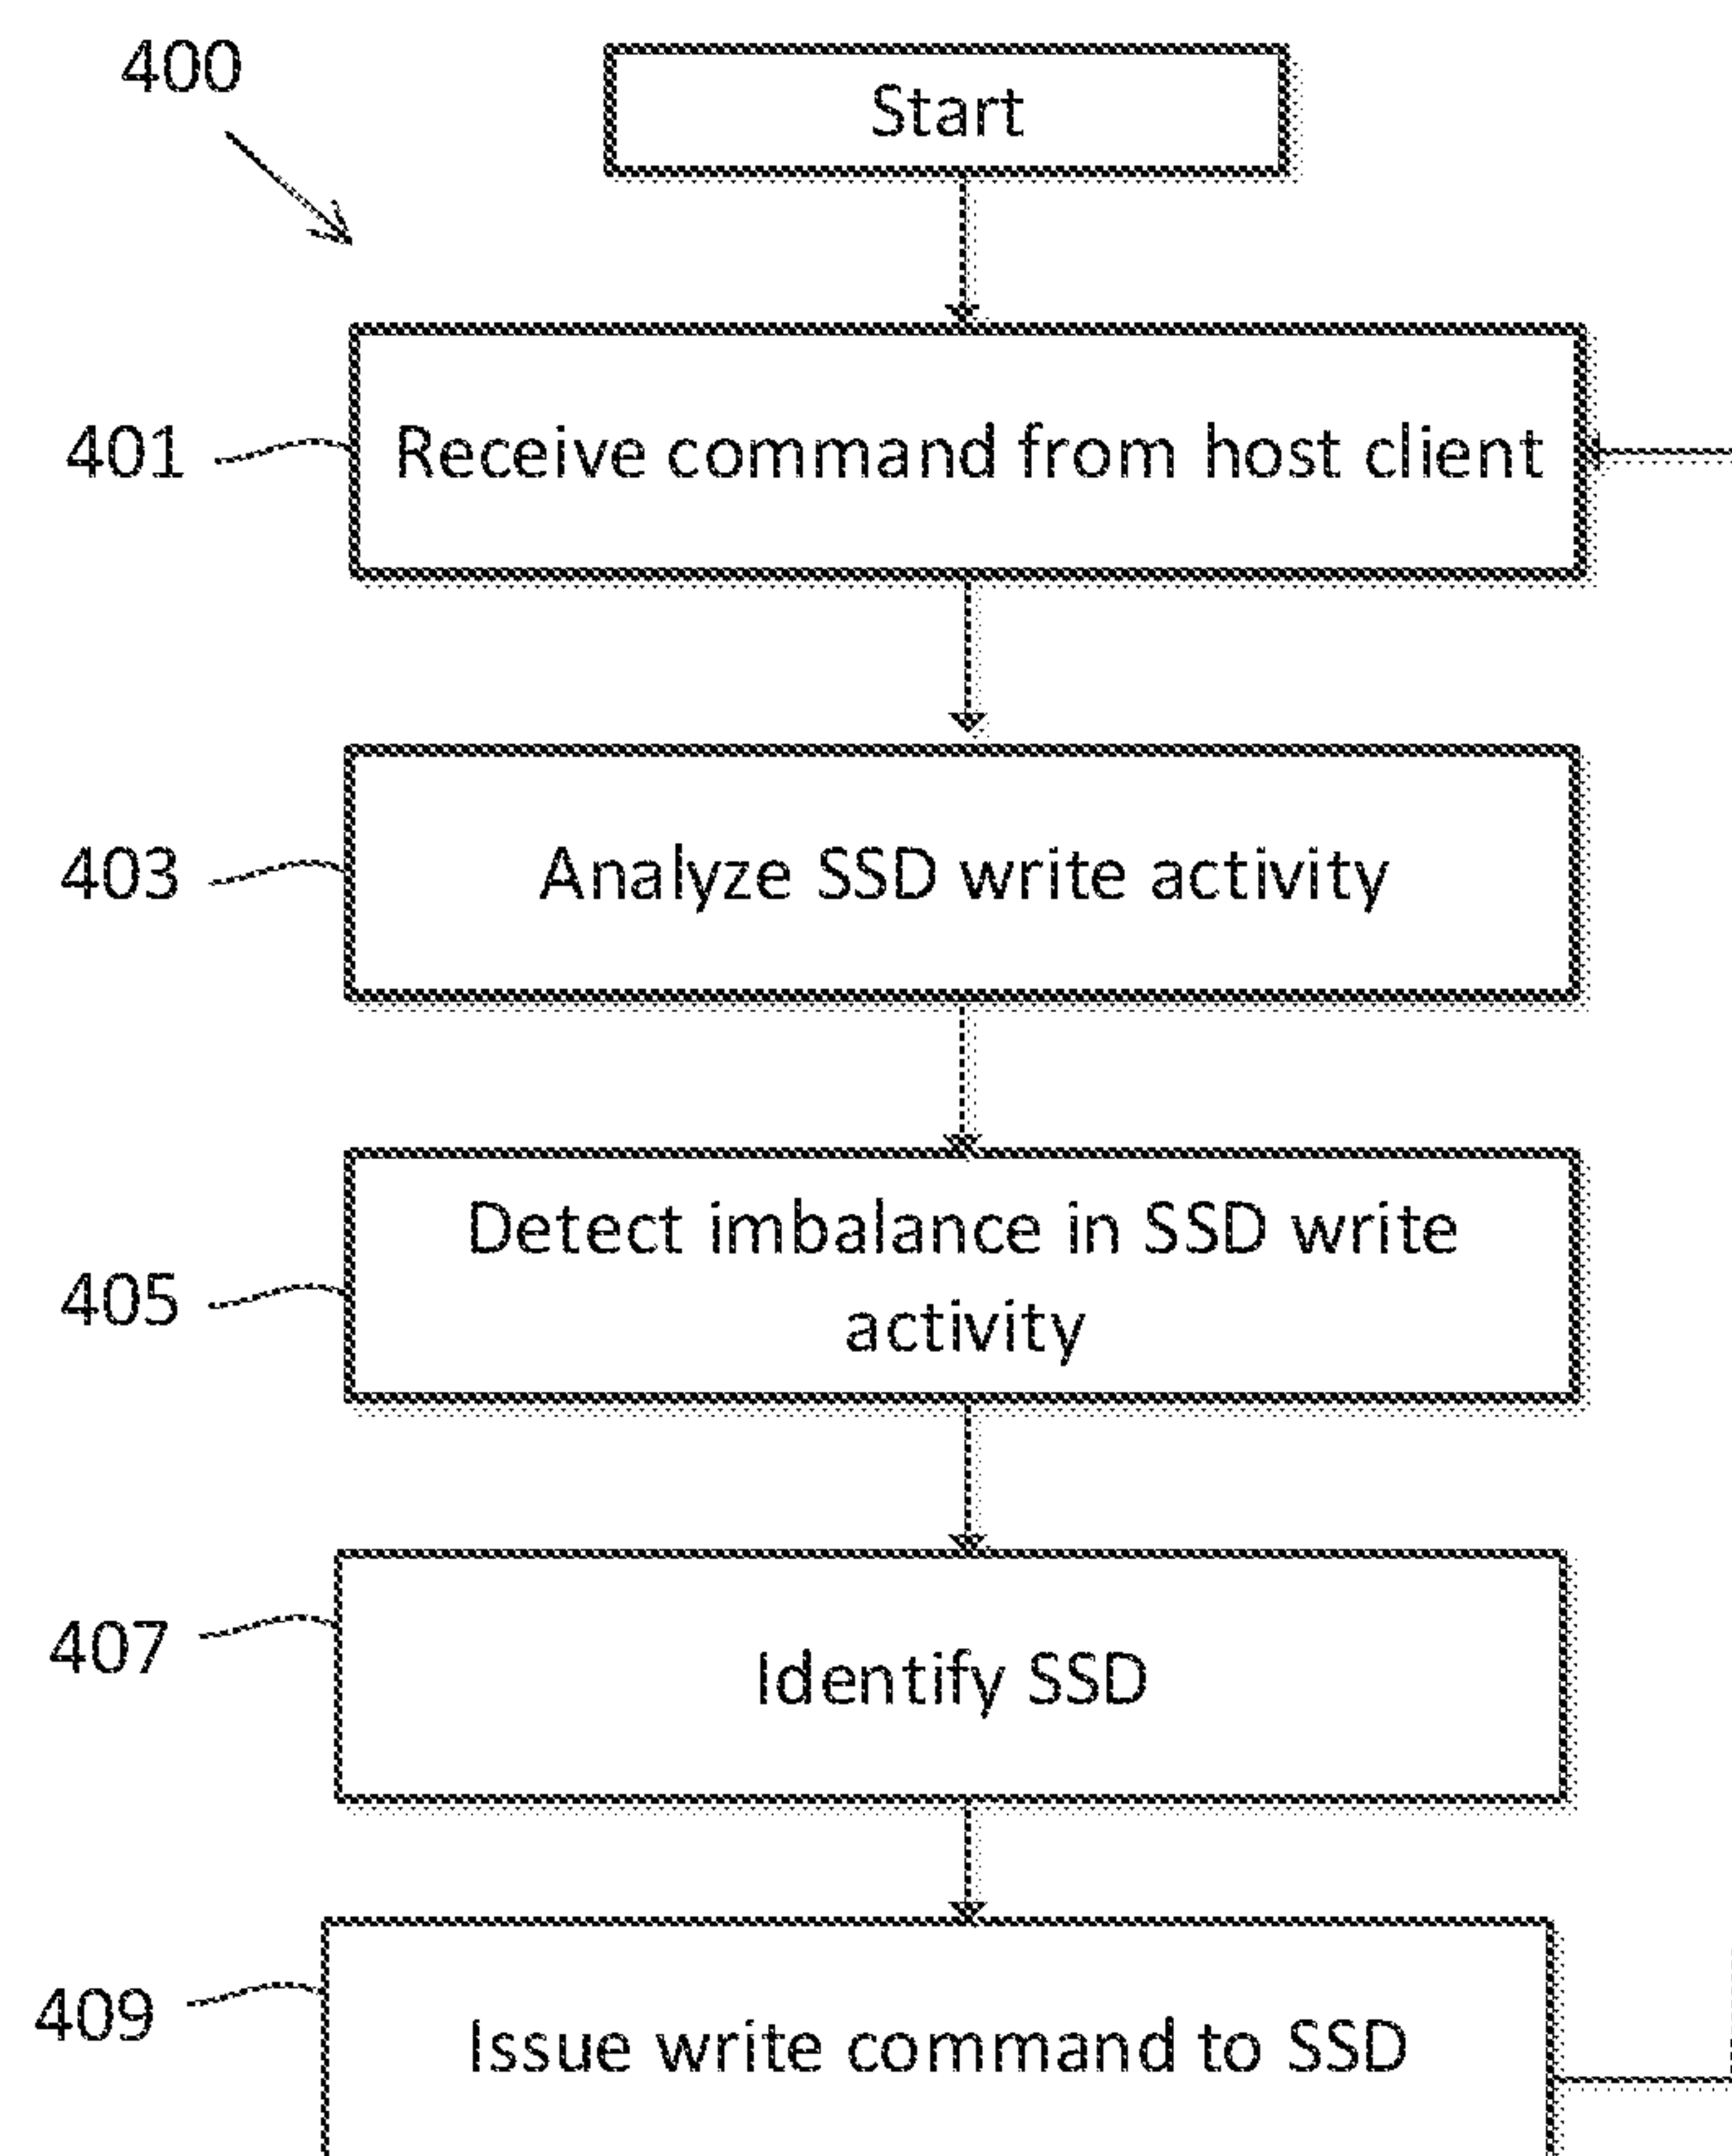 400
Start
401
Receive command from host client
403
Analyze SSD write activity
405
Detect imbalance in SSD write
activity
407
Identify SSD
409
Issue write command to SSD